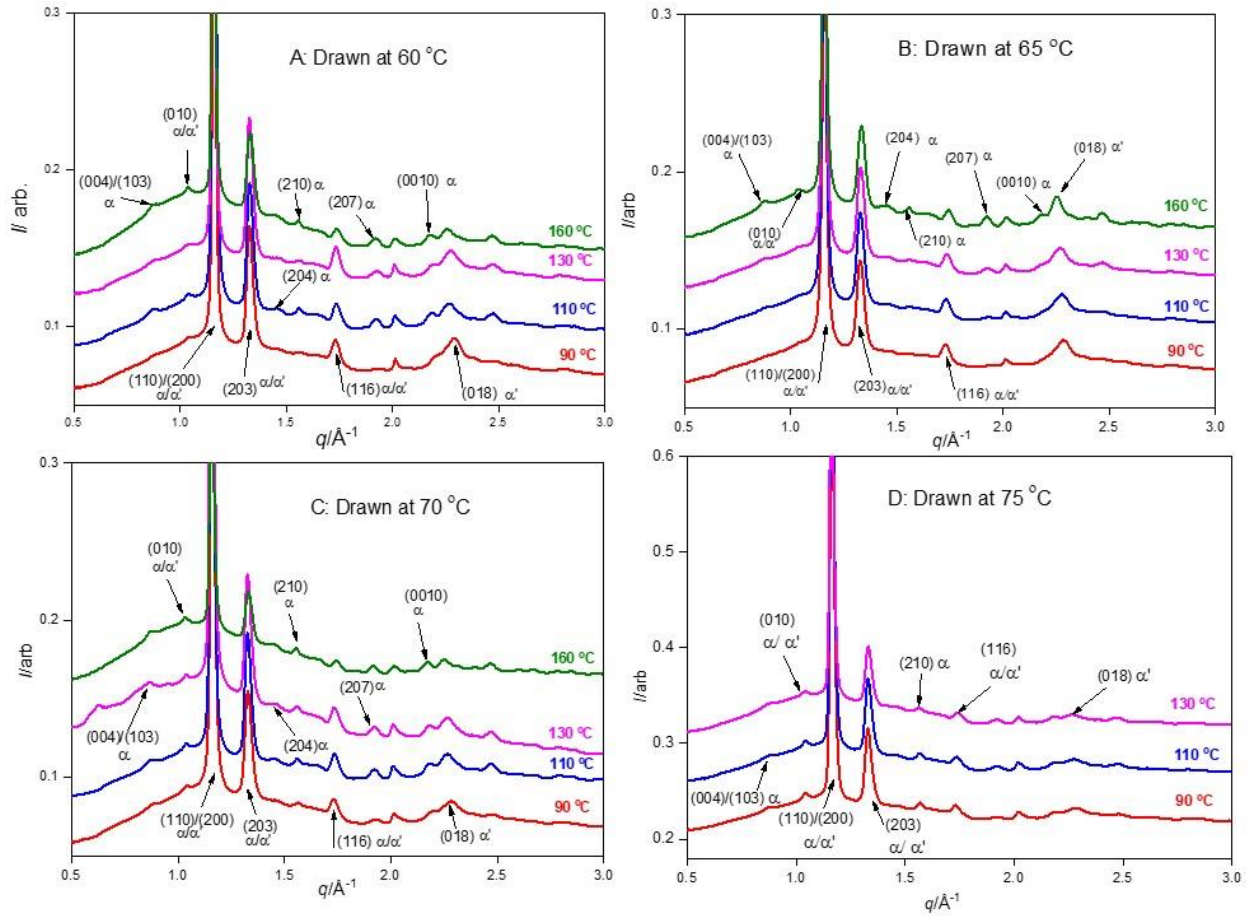 A: Drawn at 60 °C
0.3
0.2
0.1
I/ arb.
(004)/(103)
α
(010)
α/α'
(210) α
(207) α
(0010) α
(204) α
160 °C
130 °C
110 °C
90 °C
(110)/(200)
α/α'
(203) α/α'
(116) α/α'
(018) α'
0.5
1.0
1.5
2.0
2.5
3.0
q/Å-1
B: Drawn at 65 °C
0.3
0.2
0.1
I/arb
(004)/(103)
α
(010)
α/α'
(204) α
(210) α
(207) α
(0010) α
(018) α'
160 °C
130 °C
110 °C
90 °C
(110)/(200)
α/α'
(203) α/α'
(116) α/α'
0.5
1.0
1.5
2.0
2.5
3.0
q/Å-1
C: Drawn at 70 °C
0.3
0.2
0.1
I/arb
(010)
α/α'
(210)
α
(0010)
α
(004)/(103)
α
(204)α
(207)α
160 °C
130 °C
110 °C
90 °C
(110)/(200)
α/α'
(203)
α/α'
(116) α/α'
(018) α'
0.5
1.0
1.5
2.0
2.5
3.0
q/Å-1
D: Drawn at 75 °C
0.6
0.5
0.4
0.3
0.2
I/arb
(010)
α/ α'
(210) α
(116)
α/α'
(018) α'
130 °C
110 °C
90 °C
(004)/(103) α
(110)/(200)
α/α'
(203)
α/ α'
0.5
1.0
1.5
2.0
2.5
3.0
q/Å-1